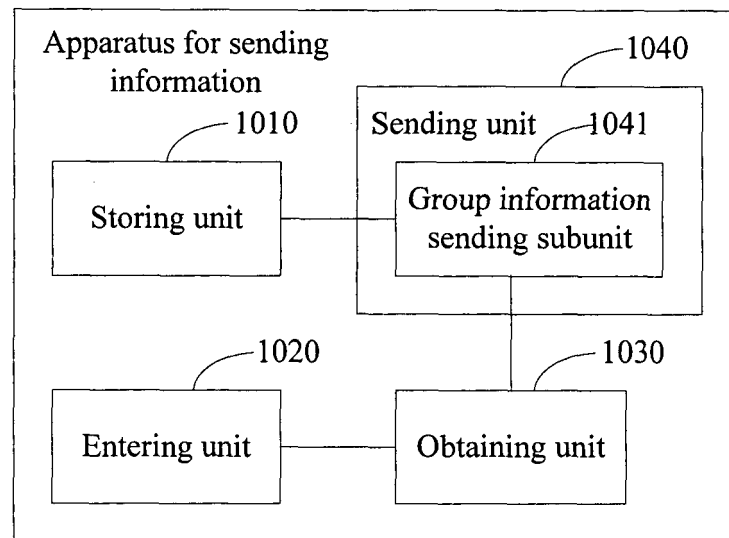 Apparatus for sending
information
1040
1010
Sending unit
1041
Storing unit
Group information
sending subunit
1020
1030
Entering unit
Obtaining unit